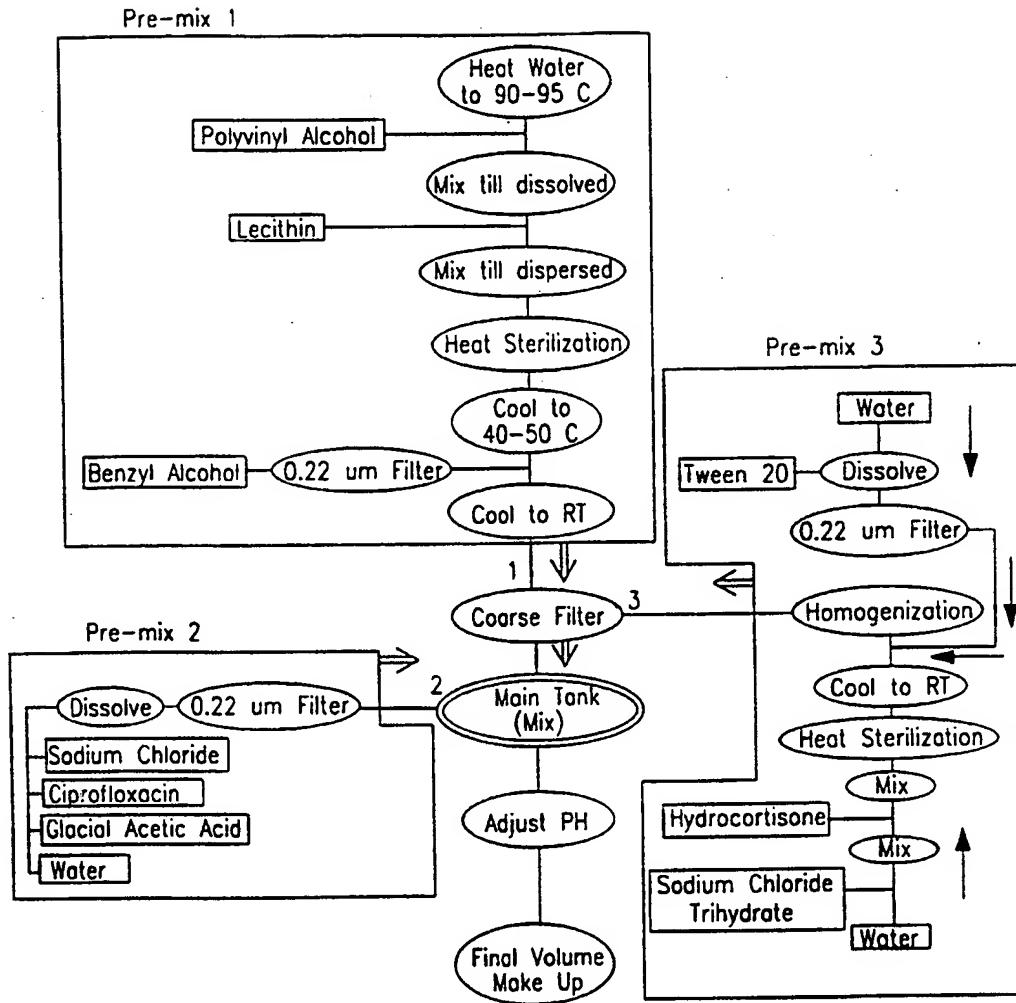 Pre-mix 1
Heat Water
to 90-95 C
Polyvinyl Alcohol
Mix till dissolved
Lecithin
Mix till dispersed
Heat Sterilization
Cool to
40-50 C
Benzyl Alcohol
0.22 um Filter
Cool to RT
1
Coarse Filter
3
Pre-mix 3
Water
Tween 20
Dissolve
0.22 um Filter
Homogenization
Cool to RT
Heat Sterilization
Mix
Hydrocortisone
Mix
Sodium Chloride
Trihydrate
Water
Pre-mix 2
Dissolve
0.22 um Filter
2
Sodium Chloride
Ciprofloxacin
Glacial Acetic Acid
Water
Main Tank
(Mix)
Adjust PH
Final Volume
Make Up